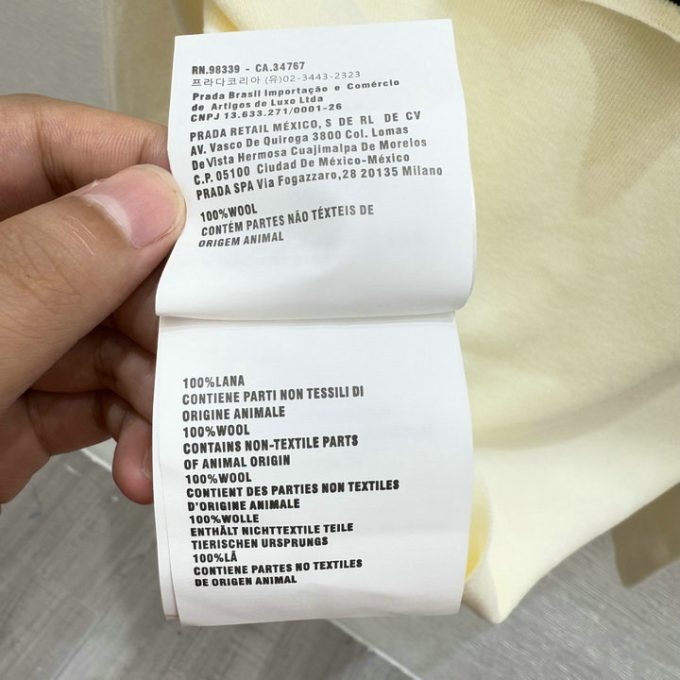 RN.98339 - CA.34767
프라다코리아 (유)02-3443-2323
Prada Brasil Importação e Comércio
de Artigos de Luxo Ltda
CNPJ 13.633.271/0001-26
PRADA RETAIL MÉXICO, S DE RL DE CV
AV. Vasco De Quiroga 3800 Col. Lomas
De Vista Hermosa Cuajimalpa De Morelos
C.P. 05100 Ciudad De México-México
PRADA SPA Via Fogazzaro,28 20135 Milano
100%WOOL
CONTÉM PARTES NÃO TÉXTEIS DE
ORIGEM ANIMAL
100%LANA
CONTIENE PARTI NON TESSILI DI
ORIGINE ANIMALE
100%WOOL
CONTAINS NON-TEXTILE PARTS
OF ANIMAL ORIGIN
100%WOOL
CONTIENT DES PARTIES NON TEXTILES
D'ORIGINE ANIMALE
100%WOLLE
ENTHÄLT NICHTTEXTILE TEILE
TIERISCHEN URSPRUNGS
100%LÃ
CONTIENE PARTES NO TEXTILES
DE ORIGEN ANIMAL